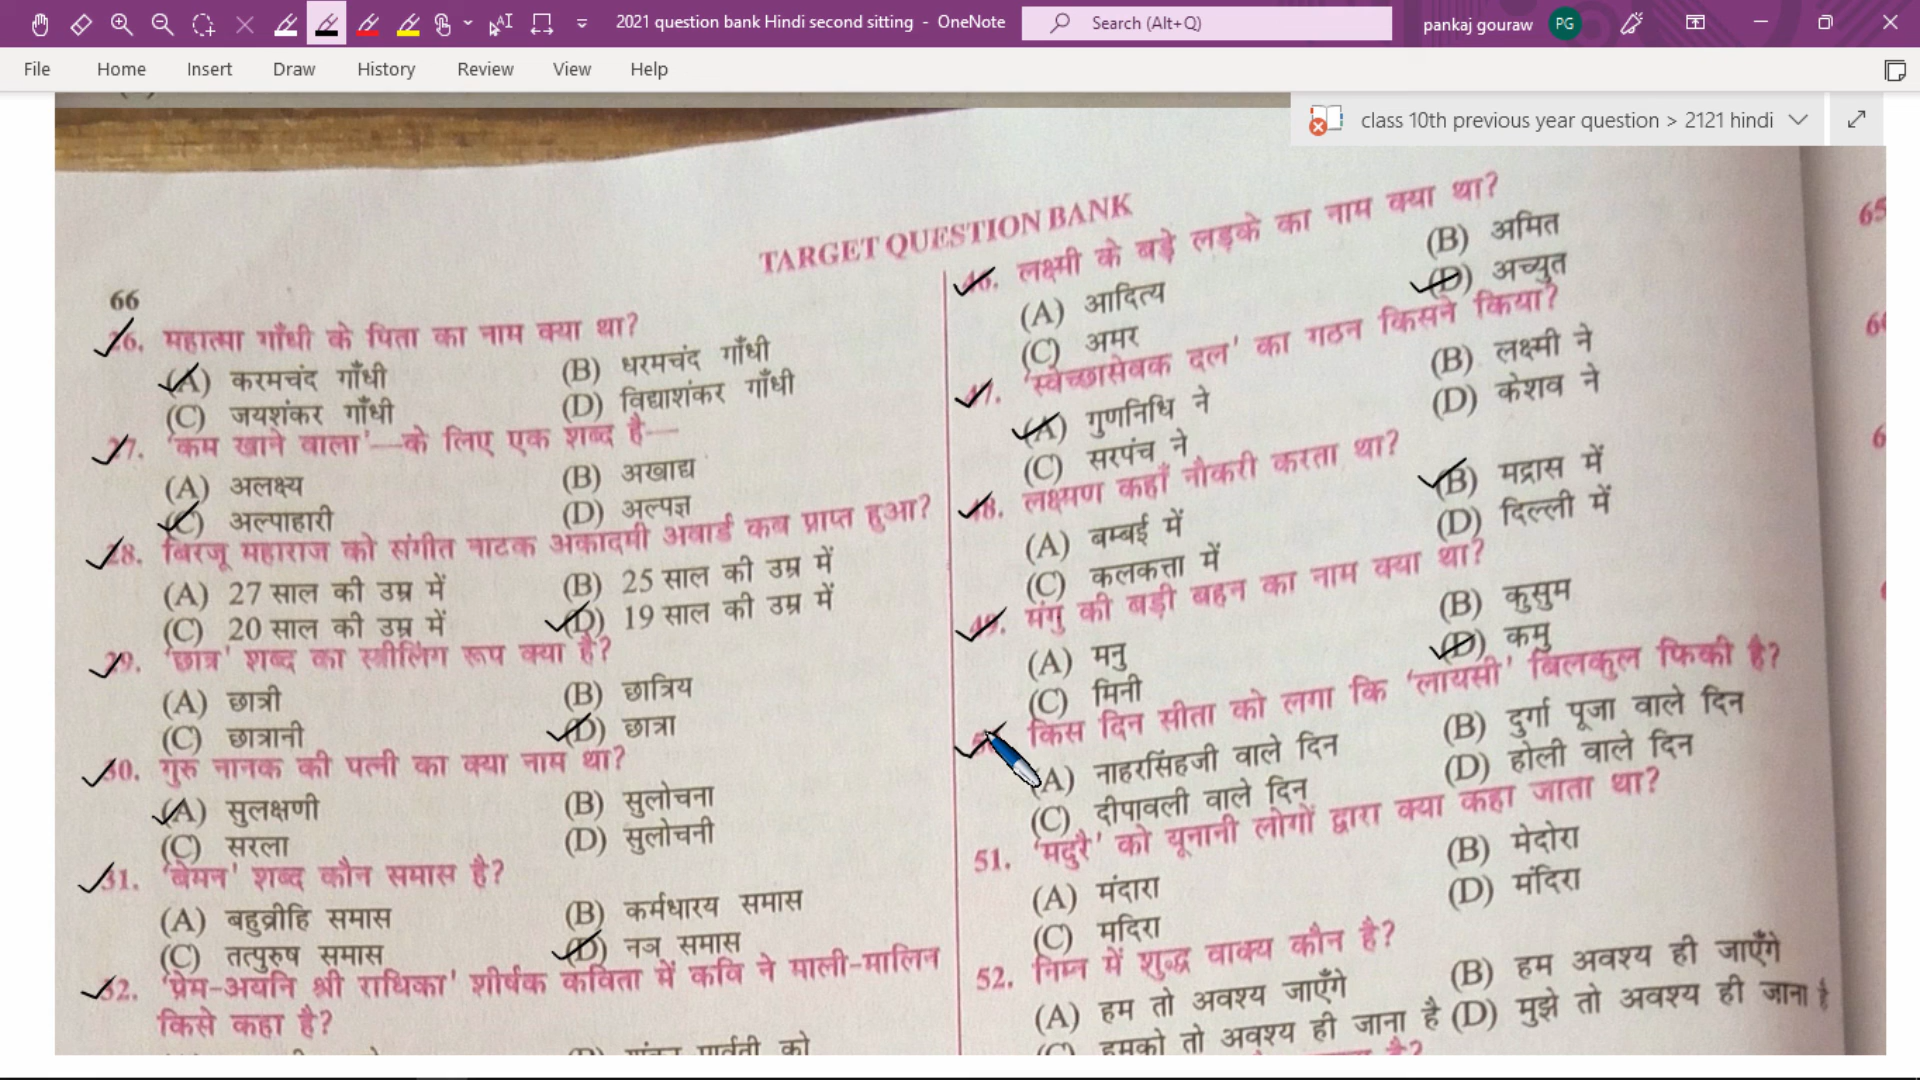 2021 question bank Hindi second sitting - OneNote
Search (Alt+Q)
pankaj gouraw
PG
File Home Insert Draw History Review View Help
class 10th previous year question > 2121 hindi
TARGET QUESTION BANK
66
26. महात्मा गाँधी के पिता का नाम क्या था?
(A) करमचंद गाँधी (B) धरमचंद गाँधी
(C) जयशंकर गाँधी (D) विद्याशंकर गाँधी
27. 'कम खाने वाला'—के लिए एक शब्द है—
(A) अलक्ष्य (B) अखाद्य
(C) अल्पाहारी (D) अल्पज्ञ
28. बिरजू महाराज को संगीत नाटक अकादमी अवार्ड कब प्राप्त हुआ?
(A) 27 साल की उम्र में (B) 25 साल की उम्र में
(C) 20 साल की उम्र में (D) 19 साल की उम्र में
29. 'छात्र' शब्द का स्त्रीलिंग रूप क्या है?
(A) छात्री (B) छात्रिय
(C) छात्रानी (D) छात्रा
30. गुरु नानक की पत्नी का क्या नाम था?
(A) सुलक्षणी (B) सुलोचना
(C) सरला (D) सुलोचनी
31. 'बेमन' शब्द कौन समास है?
(A) बहुव्रीहि समास (B) कर्मधारय समास
(C) तत्पुरुष समास (D) नञ समास
32. 'प्रेम-अयनि श्री राधिका' शीर्षक कविता में कवि ने माली-मालिन
किसे कहा है?
पार्वती को
46. लक्ष्मी के बड़े लड़के का नाम क्या था?
(A) आदित्य (B) अमित
(C) अमर (D) अच्युत
47. 'स्वेच्छासेवक दल' का गठन किसने किया?
(A) गुणनिधि ने (B) लक्ष्मी ने
(C) सरपंच ने (D) केशव ने
48. लक्ष्मण कहाँ नौकरी करता था?
(A) बम्बई में (B) मद्रास में
(C) कलकत्ता में (D) दिल्ली में
49. मंगु की बड़ी बहन का नाम क्या था?
(A) मनु (B) कुसुम
(C) मिनी (D) कमु
किस दिन सीता को लगा कि 'लायसी' बिलकुल फिकी है?
(A) नाहरसिंहजी वाले दिन (B) दुर्गा पूजा वाले दिन
(C) दीपावली वाले दिन (D) होली वाले दिन
51. 'मदुरै' को यूनानी लोगों द्वारा क्या कहा जाता था?
(A) मंदारा (B) मेदोरा
(C) मदिरा (D) मंदिरा
52. निम्न में शुद्ध वाक्य कौन है?
(A) हम तो अवश्य जाएँगे (B) हम अवश्य ही जाएँगे
(C) हमको तो अवश्य ही जाना है (D) मुझे तो अवश्य ही जाना है
65